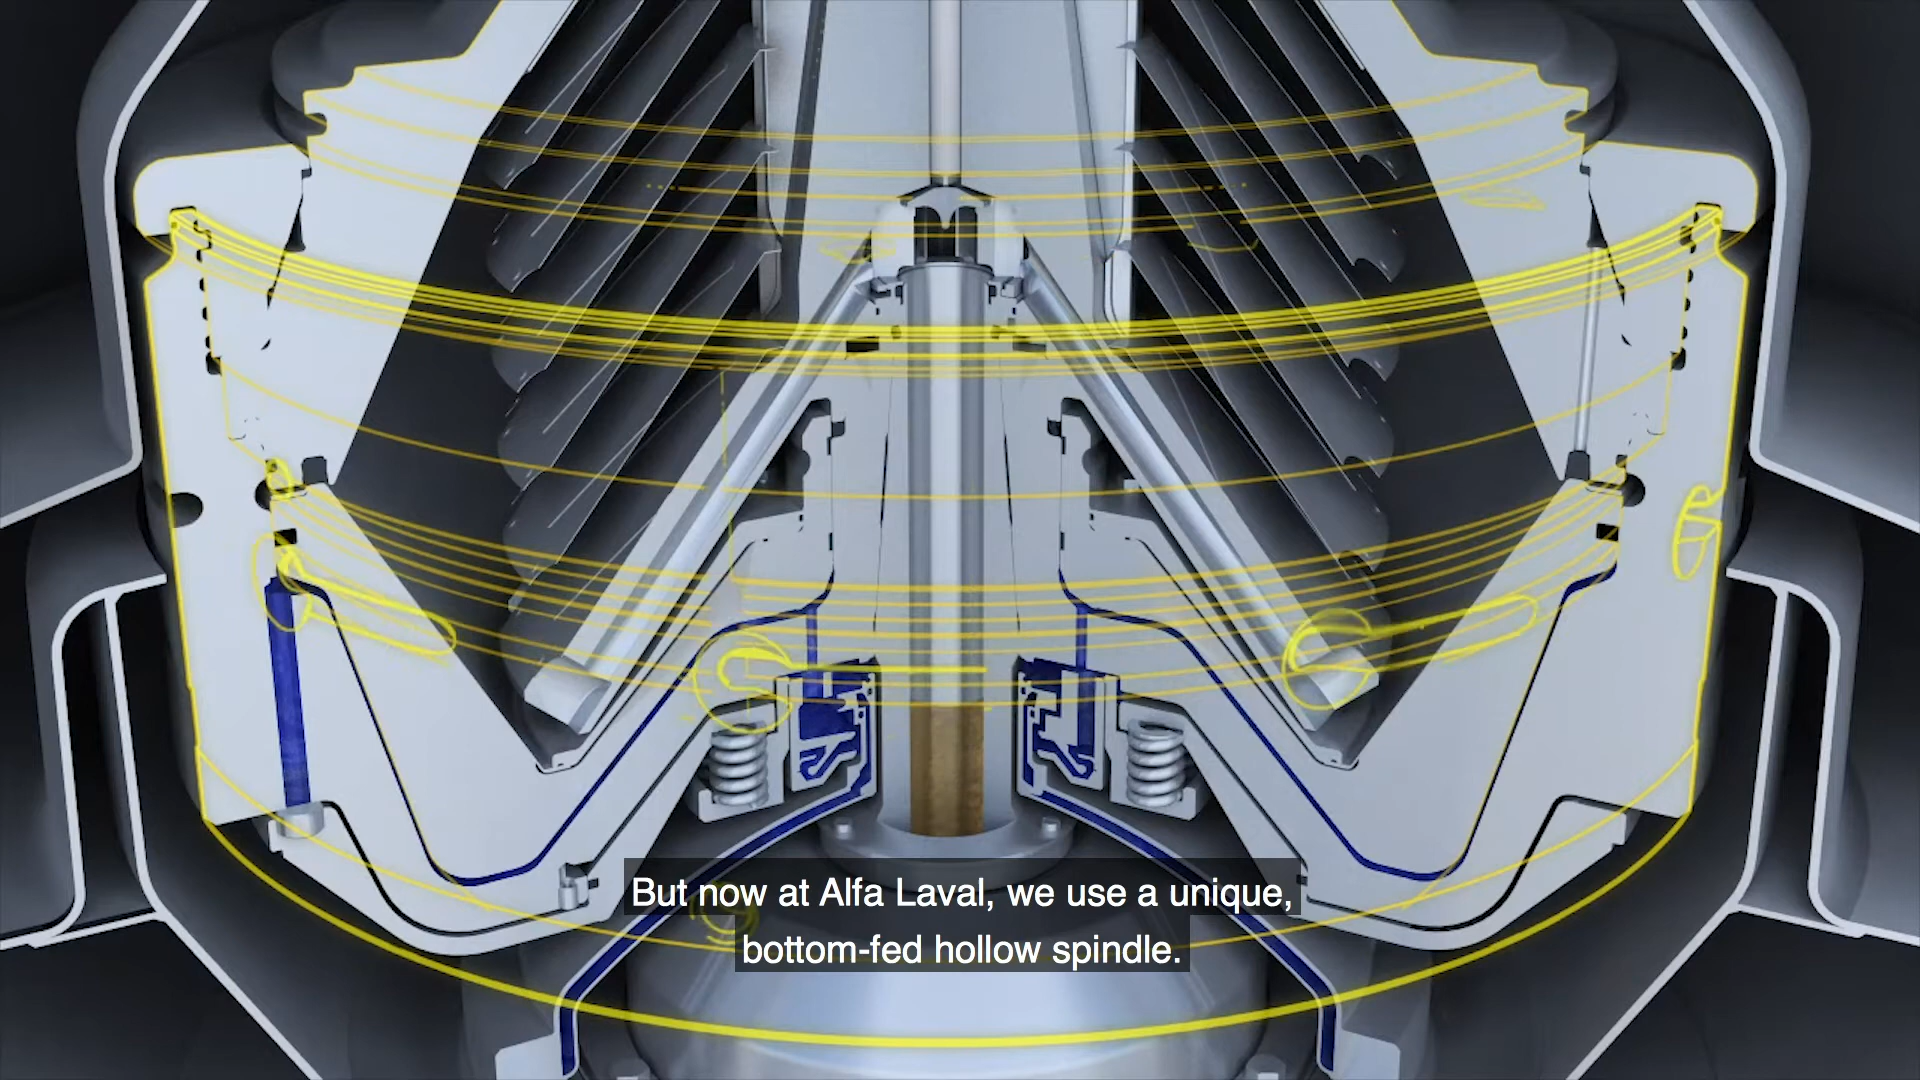 But now at Alfa Laval, we use a unique,
bottom-fed hollow spindle.